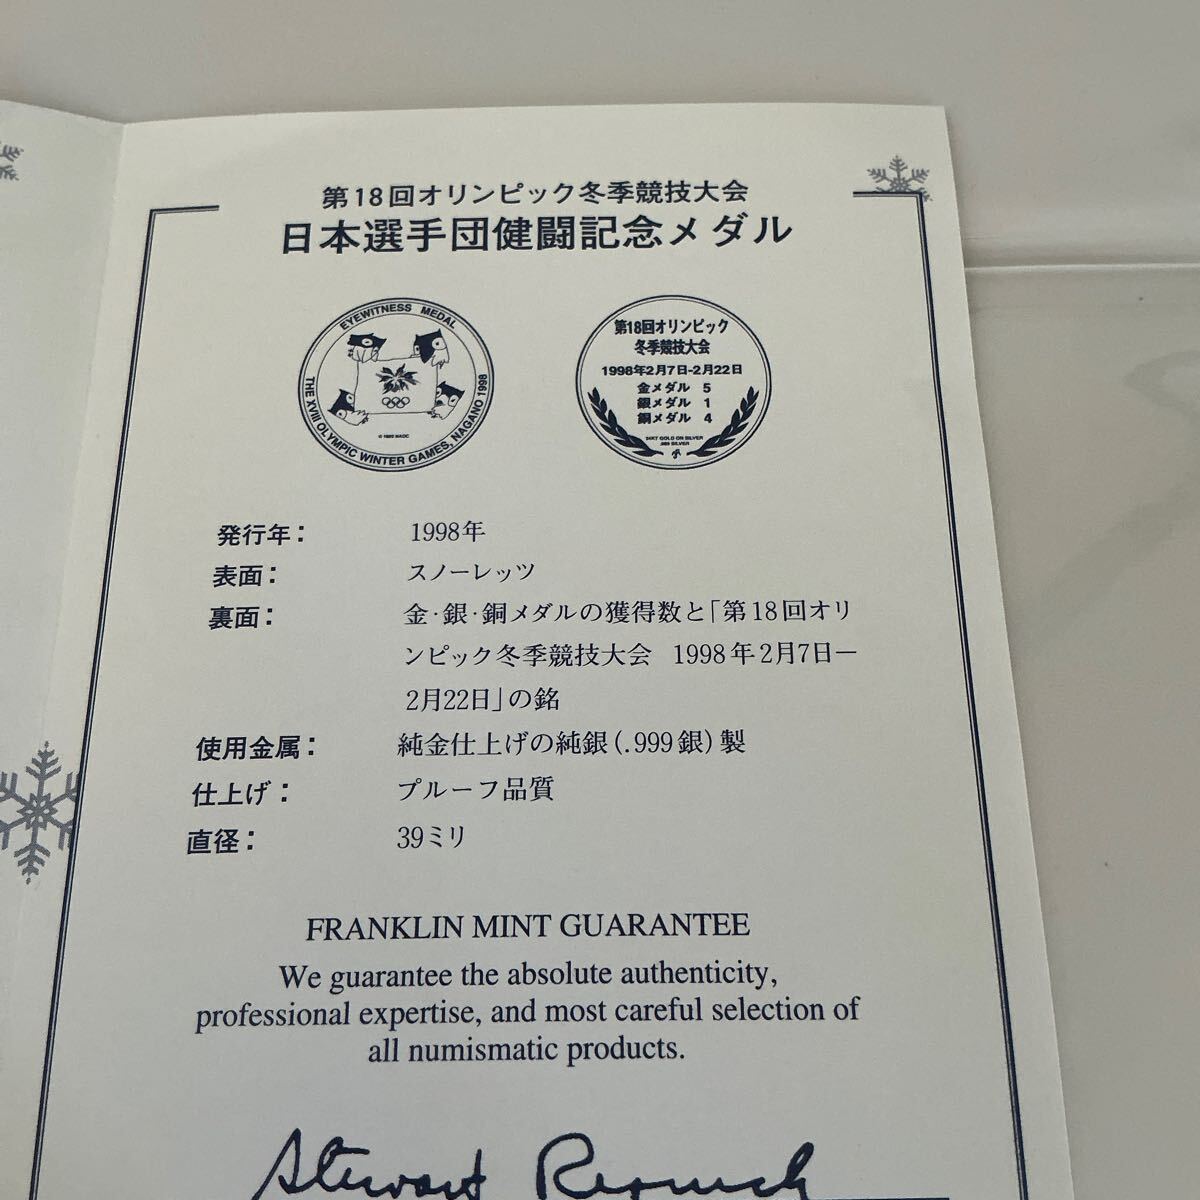 第18回オリンピック冬季競技大会
日本選手団健闘記念メダル
EYEWITNESS MEDAL
THE XVIII OLYMPIC WINTER GAMES, NAGANO 1998
第18回オリンピック
冬季競技大会
1998年2月7日-2月22日
金メダル 5
銀メダル 1
銅メダル 4
24KT GOLD ON SILVER
.999 SILVER
発行年： 1998年
表面： スノーレッツ
裏面： 金·銀·銅メダルの獲得数と「第18回オリ
ンピック冬季競技大会 1998年2月7日ー
2月22日」の銘
使用金属： 純金仕上げの純銀(.999銀)製
仕上げ： プルーフ品質
直径： 39ミリ
FRANKLIN MINT GUARANTEE
We guarantee the absolute authenticity,
professional expertise, and most careful selection of
all numismatic products.
Stewart